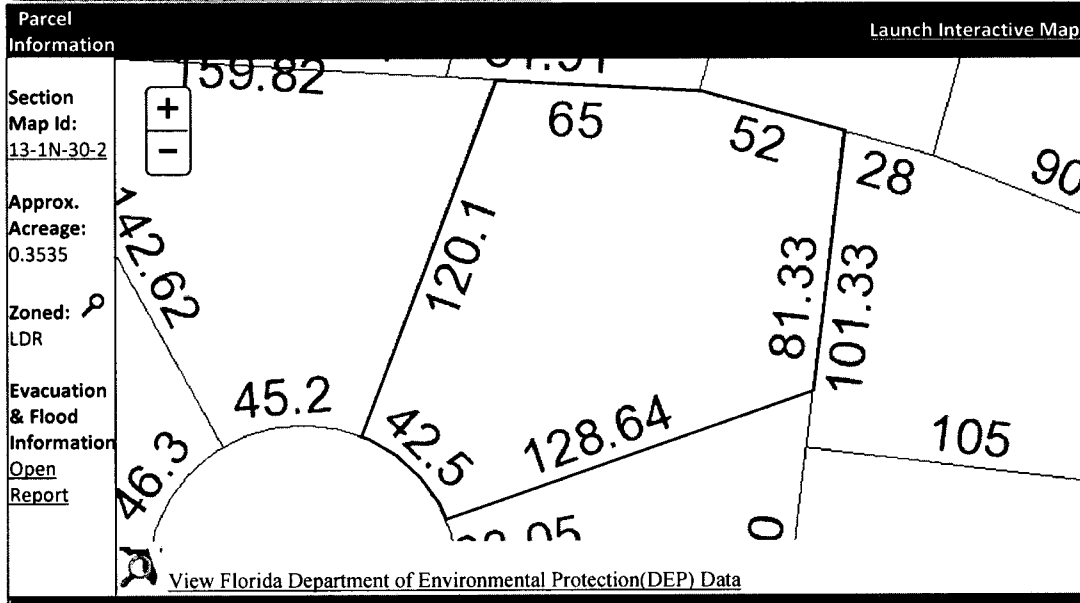 Parcel
Information
Launch Interactive Map
Section
Map Id:
13-1N-30-2
Approx.
Acreage:
0.3535
Zoned:
LDR
Evacuation
& Flood
Information
Open
Report
+
−
159.82
65
52
28
90
142.62
120.1
81.33
101.33
45.2
42.5
128.64
105
46.3
0
View Florida Department of Environmental Protection(DEP) Data